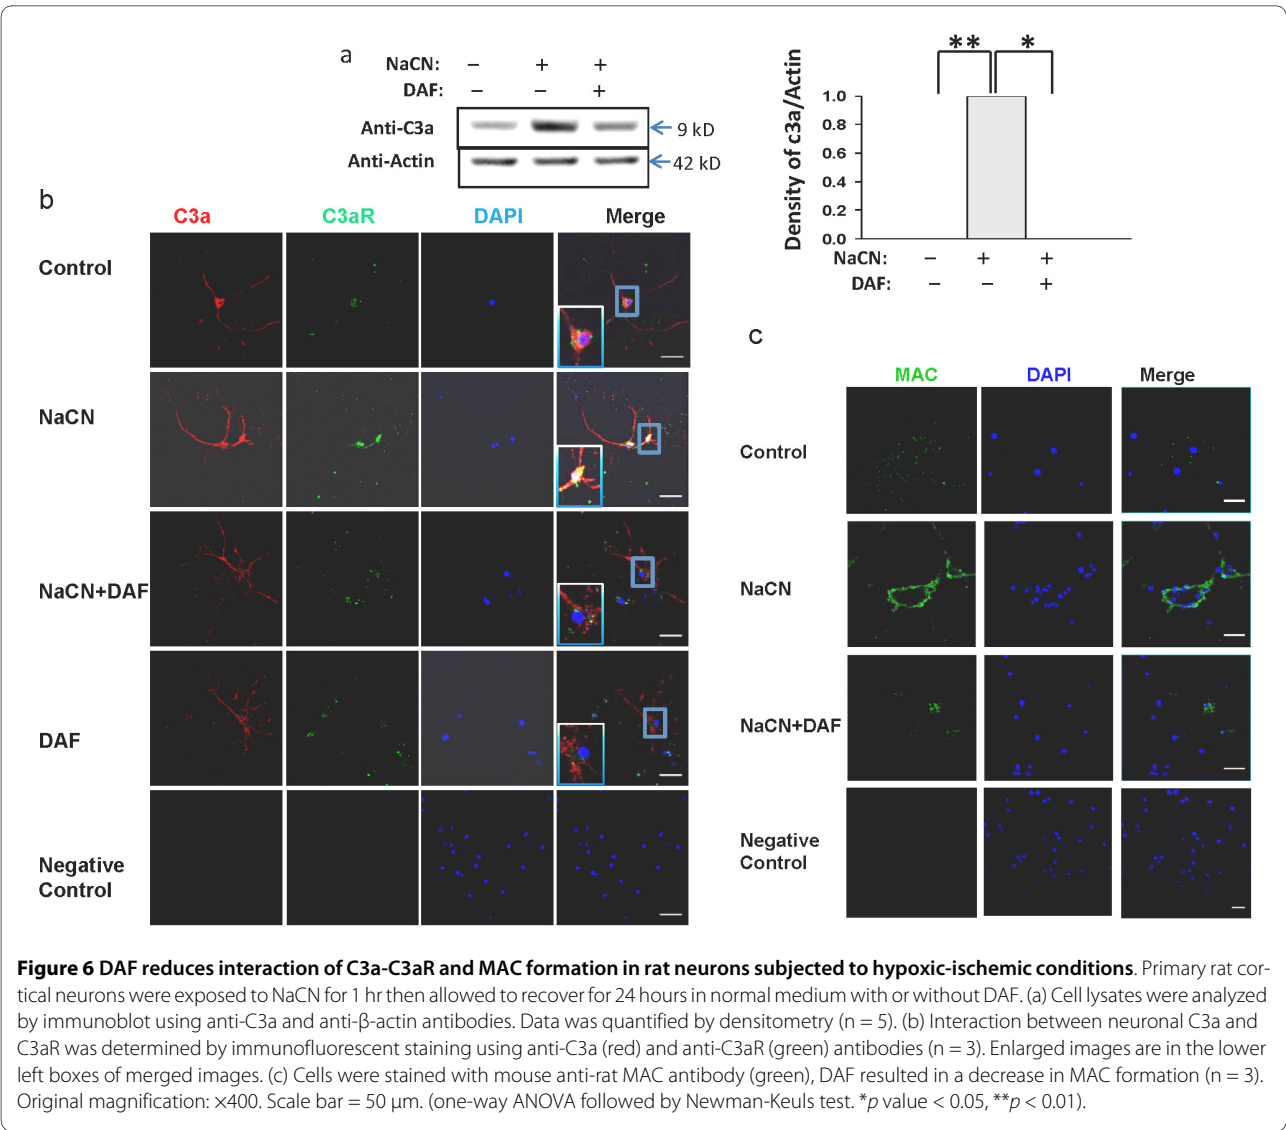 a
NaCN: − + +
DAF: − − +
Anti-C3a
9 kD
Anti-Actin
42 kD
** *
Density of c3a/Actin
1.0
0.8
0.6
0.4
0.2
0.0
NaCN: − + +
DAF: − − +
b
C3a C3aR DAPI Merge
Control
NaCN
NaCN+DAF
DAF
Negative
Control
C
MAC DAPI Merge
Control
NaCN
NaCN+DAF
Negative
Control
Figure 6 DAF reduces interaction of C3a-C3aR and MAC formation in rat neurons subjected to hypoxic-ischemic conditions. Primary rat cor-
tical neurons were exposed to NaCN for 1 hr then allowed to recover for 24 hours in normal medium with or without DAF. (a) Cell lysates were analyzed
by immunoblot using anti-C3a and anti-β-actin antibodies. Data was quantified by densitometry (n = 5). (b) Interaction between neuronal C3a and
C3aR was determined by immunofluorescent staining using anti-C3a (red) and anti-C3aR (green) antibodies (n = 3). Enlarged images are in the lower
left boxes of merged images. (c) Cells were stained with mouse anti-rat MAC antibody (green), DAF resulted in a decrease in MAC formation (n = 3).
Original magnification: ×400. Scale bar = 50 μm. (one-way ANOVA followed by Newman-Keuls test. *p value < 0.05, **p < 0.01).